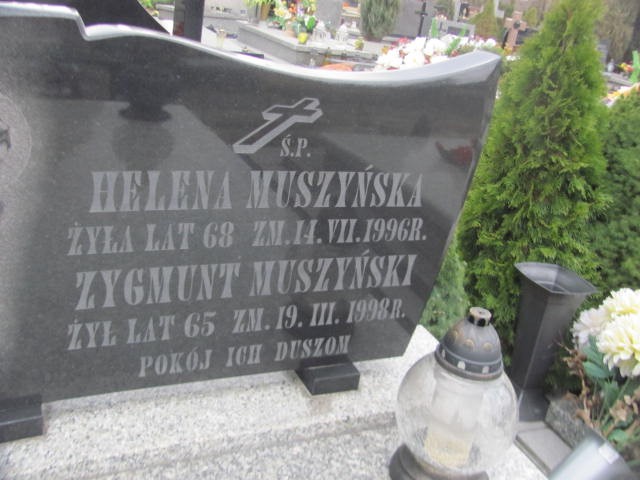 Ś.P.
HELENA MUSZYŃSKA
ŻYŁA LAT 68 ZM. 14. VII. 1996R.
ZYGMUNT MUSZYŃSKI
ŻYŁ LAT 65 ZM. 19. III. 1998R.
POKÓJ ICH DUSZOM